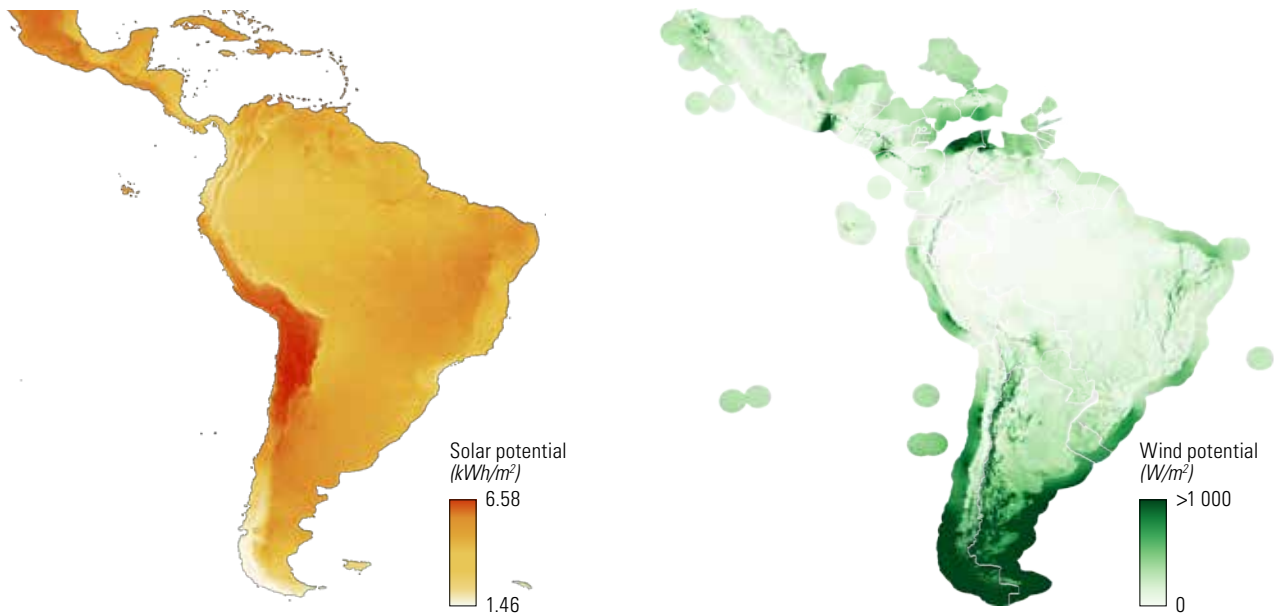 Solar potential
(kWh/m²)
6.58
1.46
Wind potential
(W/m²)
>1 000
0